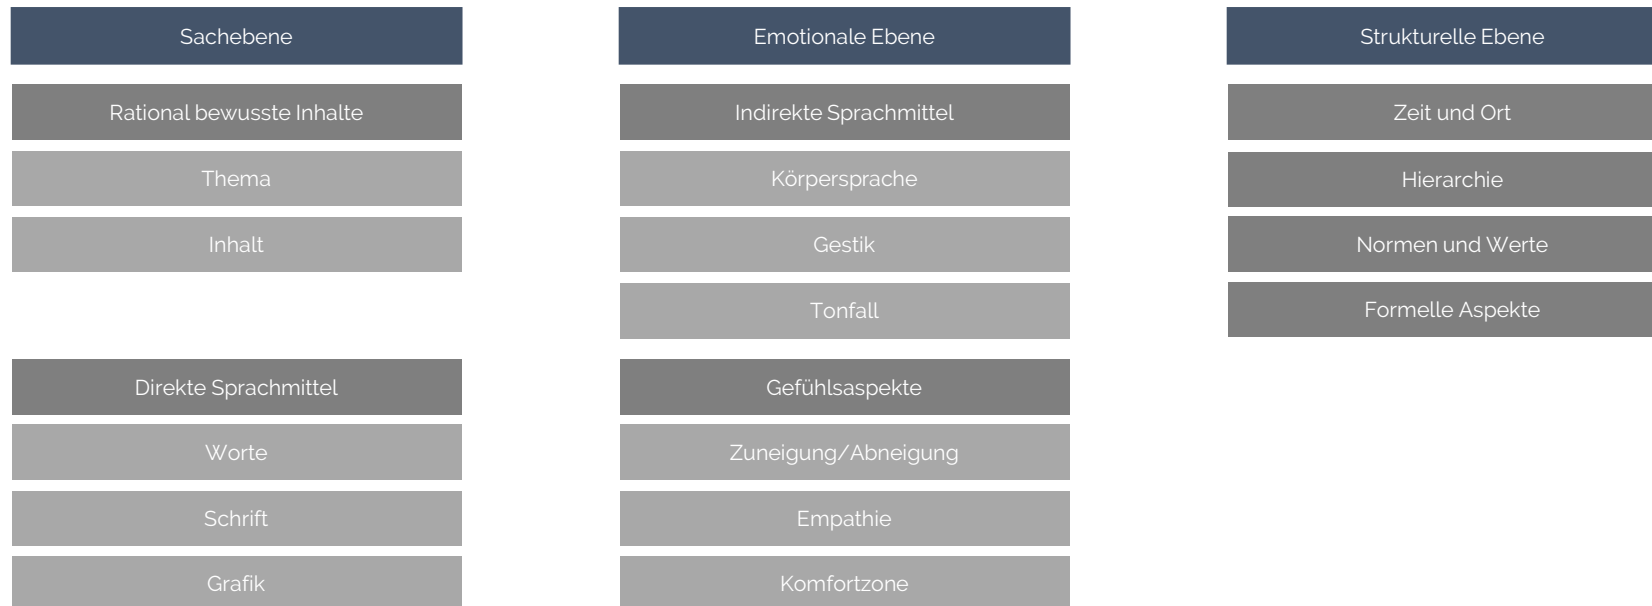 Sachebene
Rational bewusste Inhalte
Thema
Inhalt
Direkte Sprachmittel
Worte
Schrift
Grafik
Emotionale Ebene
Indirekte Sprachmittel
Körpersprache
Gestik
Tonfall
Gefühlsaspekte
Zuneigung/Abneigung
Empathie
Komfortzone
Strukturelle Ebene
Zeit und Ort
Hierarchie
Normen und Werte
Formelle Aspekte